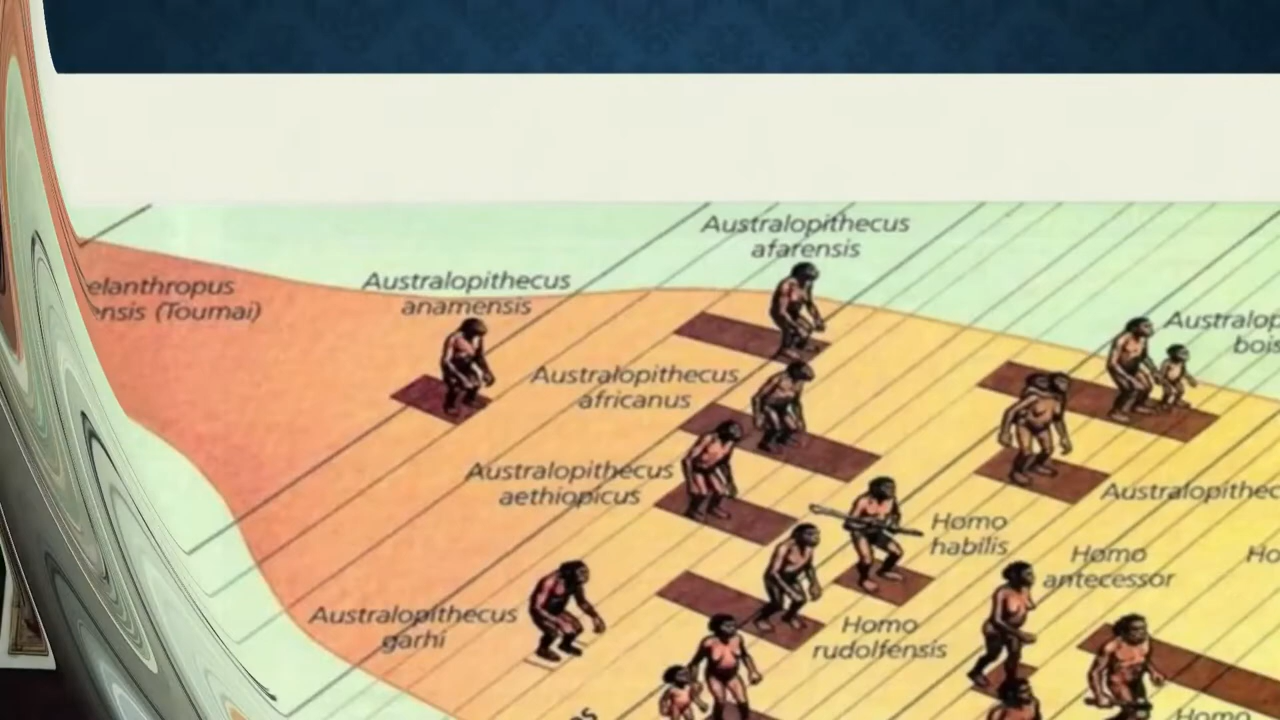 Australopithecus
afarensis
elanthropus
ensis (Toumai)
Australopithecus
anamensis
Australop
bois
Australopithecus
africanus
Australopithecus
aethiopicus
Australopithec
Homo
habilis
Homo
antecessor
Ho
Australopithecus
garhi
Homo
rudolfensis
Homo